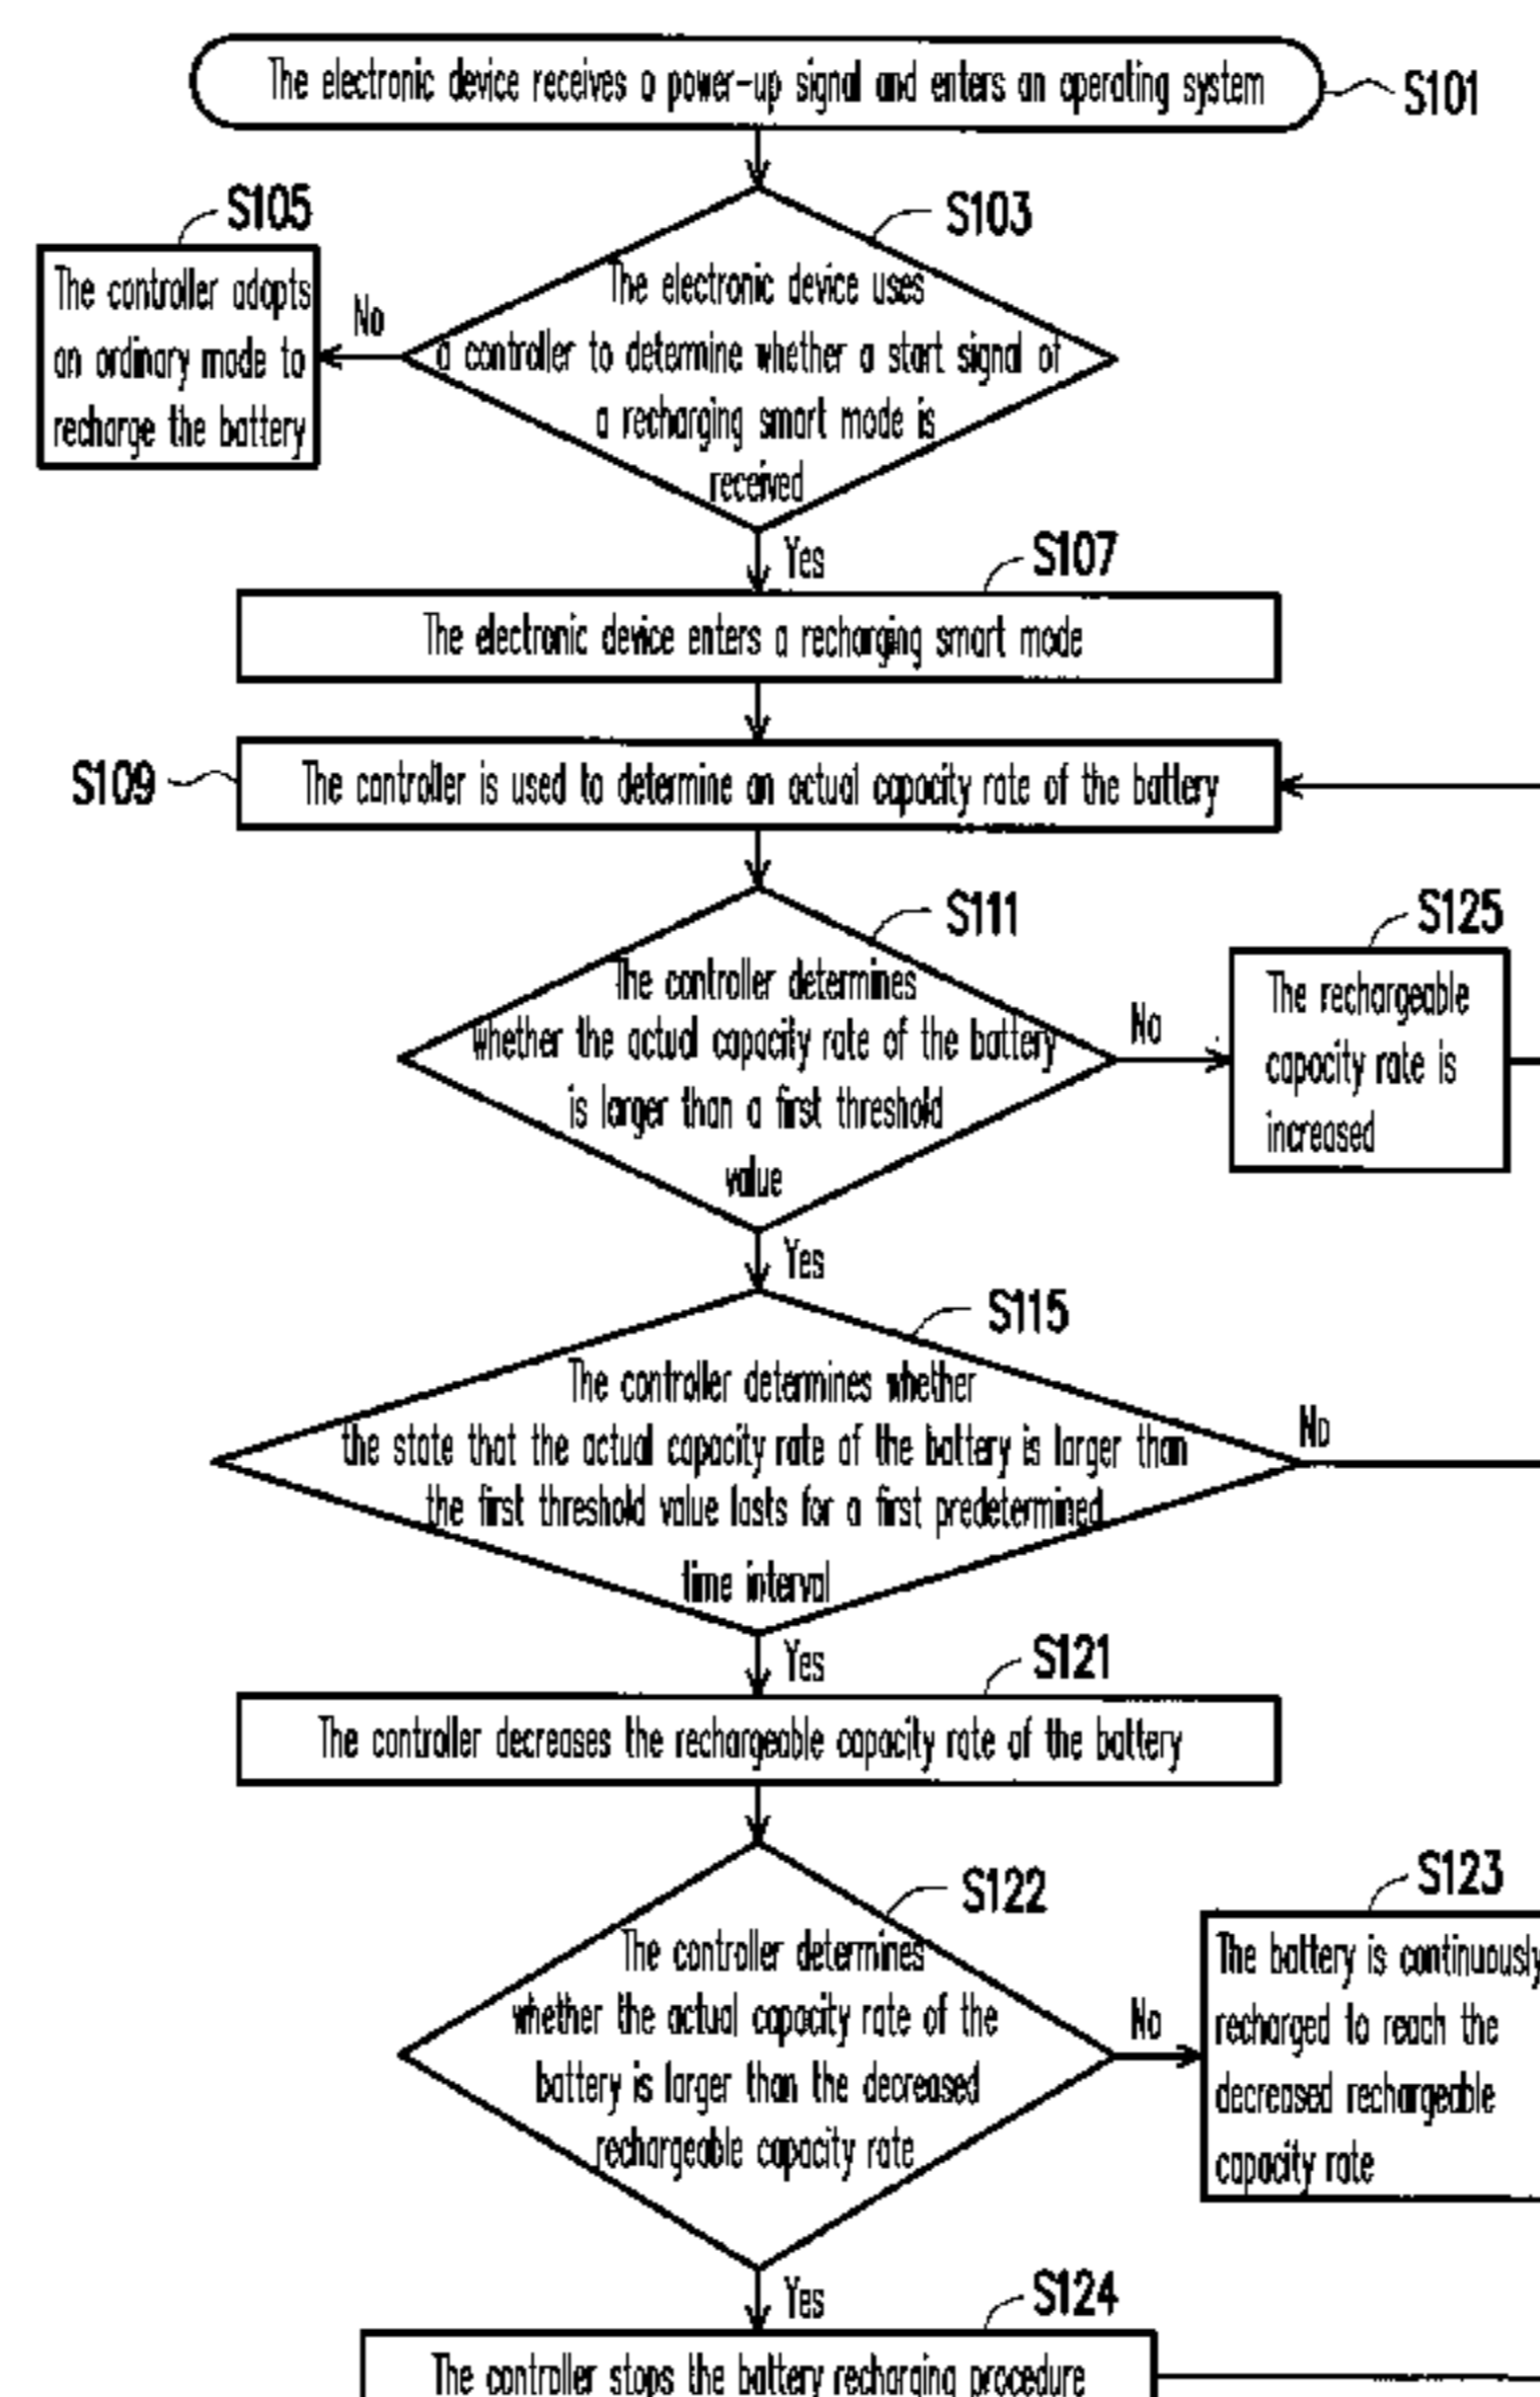 The electronic device receives a power-up signal and enters an operating system
S101
S105
S103
The controller adopts
an ordinary mode to
recharge the battery
No
The electronic device uses
a controller to determine whether a start signal of
a recharging smart mode is
received
Yes
S107
The electronic device enters a recharging smart mode
S109
The controller is used to determine an actual capacity rate of the battery
S111
S125
The controller determines
whether the actual capacity rate of the battery
is larger than a first threshold
value
No
The rechargeable
capacity rate is
increased
Yes
S115
The controller determines whether
the state that the actual capacity rate of the battery is larger than
the first threshold value lasts for a first predetermined
time interval
No
Yes
S121
The controller decreases the rechargeable capacity rate of the battery
S122
S123
The controller determines
whether the actual capacity rate of the
battery is larger than the decreased
rechargeable capacity rate
No
The battery is continuously
recharged to reach the
decreased rechargeable
capacity rate
Yes
S124
The controller stops the battery recharging procedure